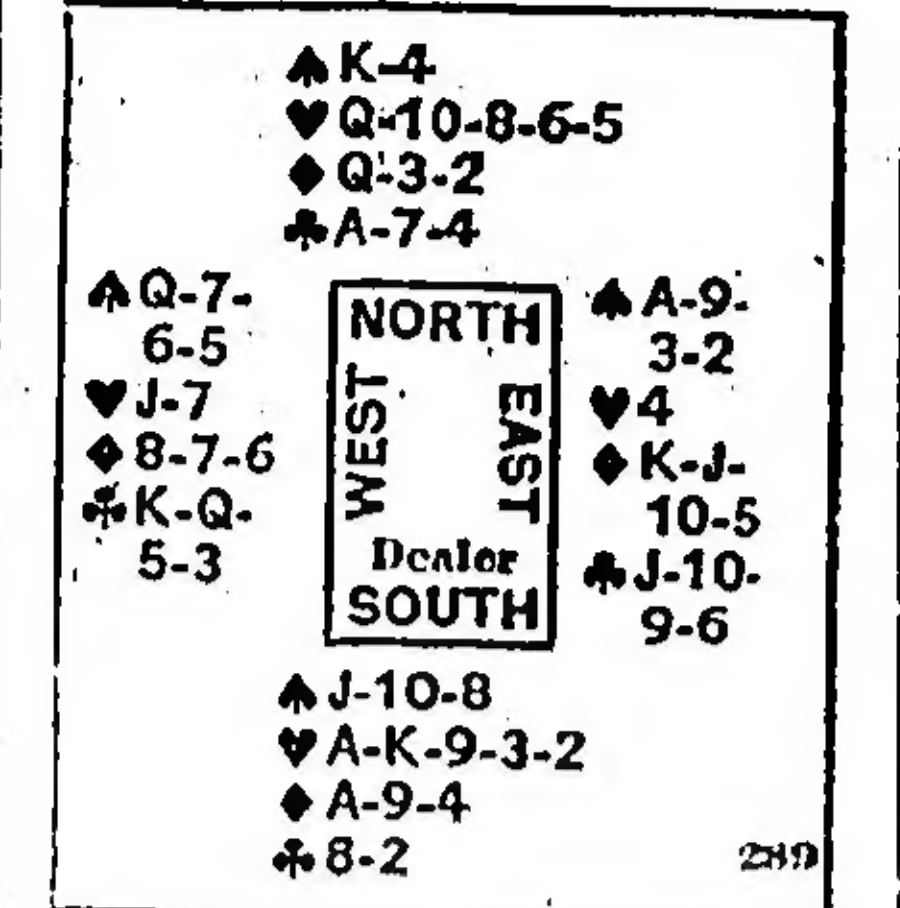 ♠ K-4
♥ Q-10-8-6-5
♦ Q-3-2
♣ A-7-4
♠ Q-7-
6-5
♥ J-7
♦ 8-7-6
♣ K-Q-
5-3
NORTH
WEST
EAST
Dealer
SOUTH
♠ A-9-
3-2
♥ 4
♦ K-J-
10-5
♣ J-10-
9-6
♠ J-10-8
♥ A-K-9-3-2
♦ A-9-4
♣ 8-2
289